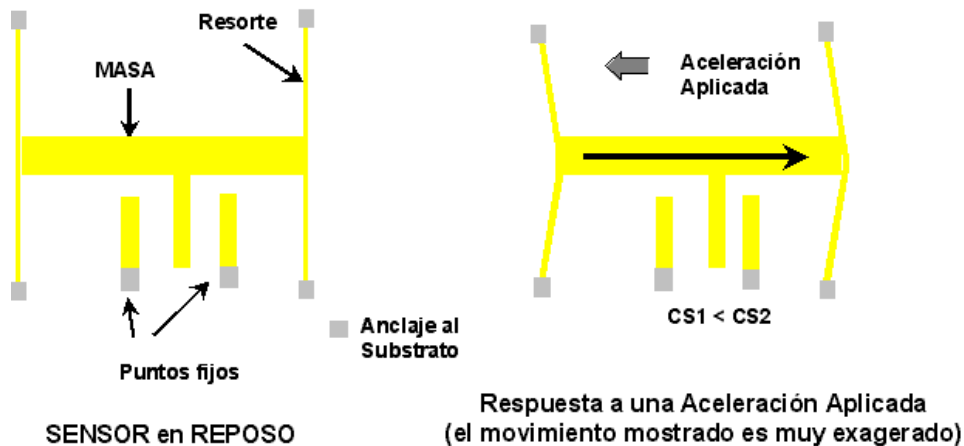 Resorte
MASA
Puntos fijos
Anclaje al
Substrato
SENSOR en REPOSO
Aceleración
Aplicada
CS1 < CS2
Respuesta a una Aceleración Aplicada
(el movimiento mostrado es muy exagerado)